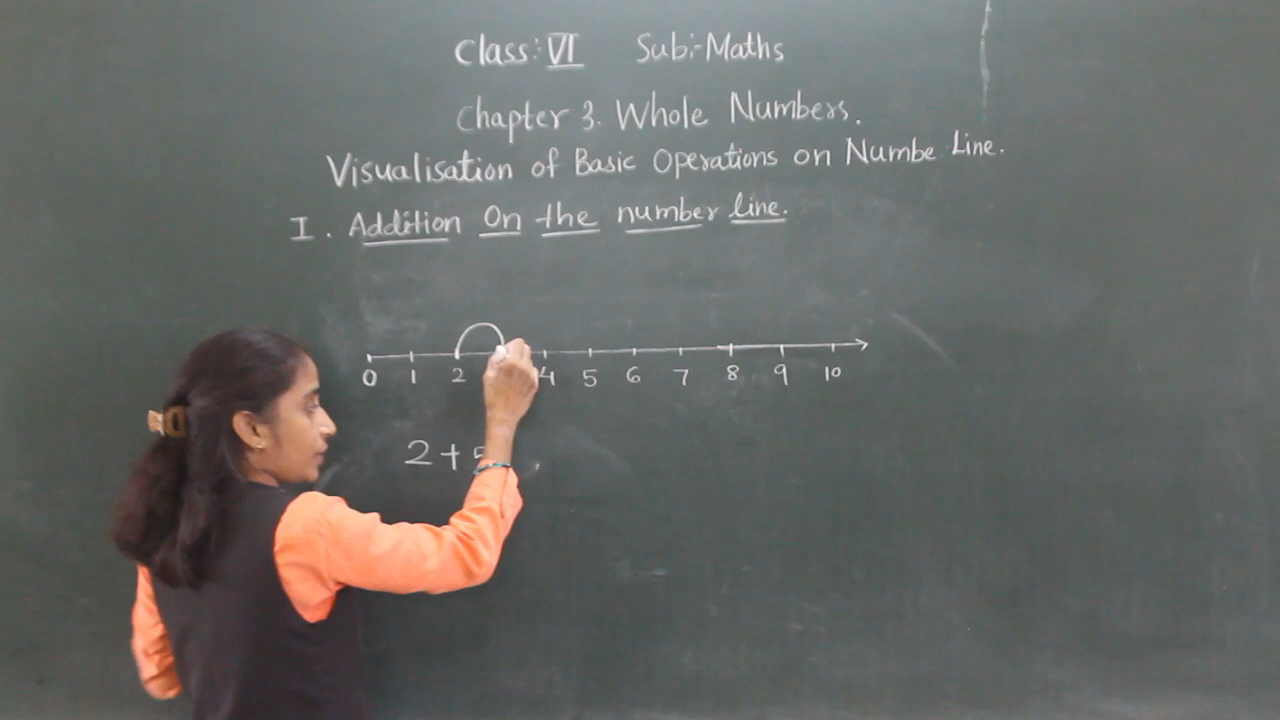 Class:- VI Sub:- Maths
Chapter 3. Whole Numbers.
Visualisation of Basic Operations on Numbe Line.
I. Addition On the number line.
0 1 2 4 5 6 7 8 9 10
2 + 5